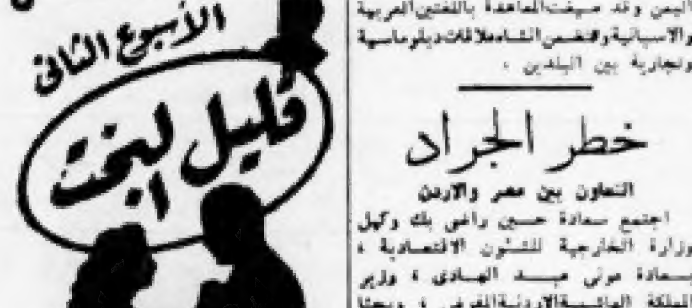 اليمن وقد صيغت المعاهدة باللغتين العربية
والاسبانية وتتضمن انشاء علاقات دبلوماسية
وتجارية بين البلدين .
خطر الجراد
التعاون بين مصر والاردن
اجتمع سعادة حسين راغب بك وكيل
وزارة الخارجية للشئون الاقتصادية ،
سعادة عونى عبد الهادى ، وزير
المملكة الهاشمية الاردنية المفوض ، وبحثا
الأسبوع الثانى
قليل البخت